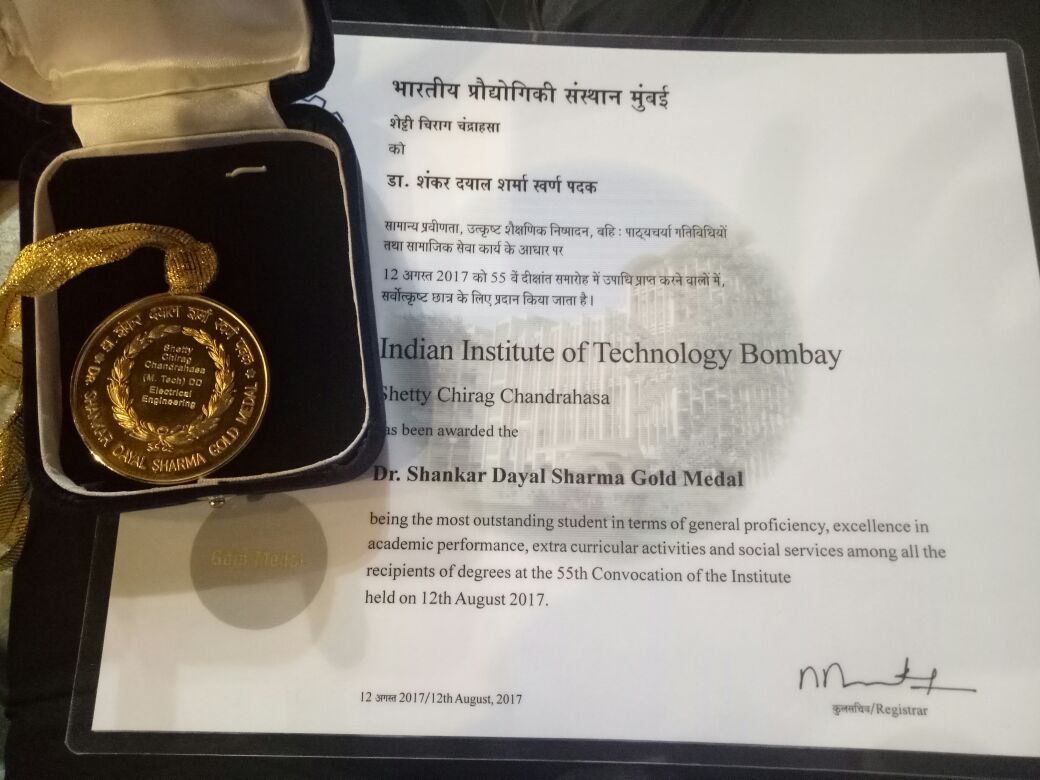 भारतीय प्रौद्योगिकी संस्थान मुंबई
शेट्टी चिराग चंद्राहसा
को
डा. शंकर दयाल शर्मा स्वर्ण पदक
सामान्य प्रवीणता, उत्कृष्ट शैक्षणिक निष्पादन, बहि : पाठ्यचर्या गतिविधियों
तथा सामाजिक सेवा कार्य के आधार पर
12 अगस्त 2017 को 55 वें दीक्षांत समारोह में उपाधि प्राप्त करने वालों में,
सर्वोत्कृष्ट छात्र के लिए प्रदान किया जाता है।
Indian Institute of Technology Bombay
Shetty Chirag Chandrahasa
has been awarded the
Dr. Shankar Dayal Sharma Gold Medal
being the most outstanding student in terms of general proficiency, excellence in
academic performance, extra curricular activities and social services among all the
recipients of degrees at the 55th Convocation of the Institute
held on 12th August 2017.
12 अगस्त 2017/12th August, 2017
कुलसचिव/Registrar
डा. शंकर दयाल शर्मा स्वर्ण पदक
Shetty
Chirag
Chandrahasa
(M. Tech) DD
Electrical
Engineering
DR. SHANKAR DAYAL SHARMA GOLD MEDAL
Gold Medal